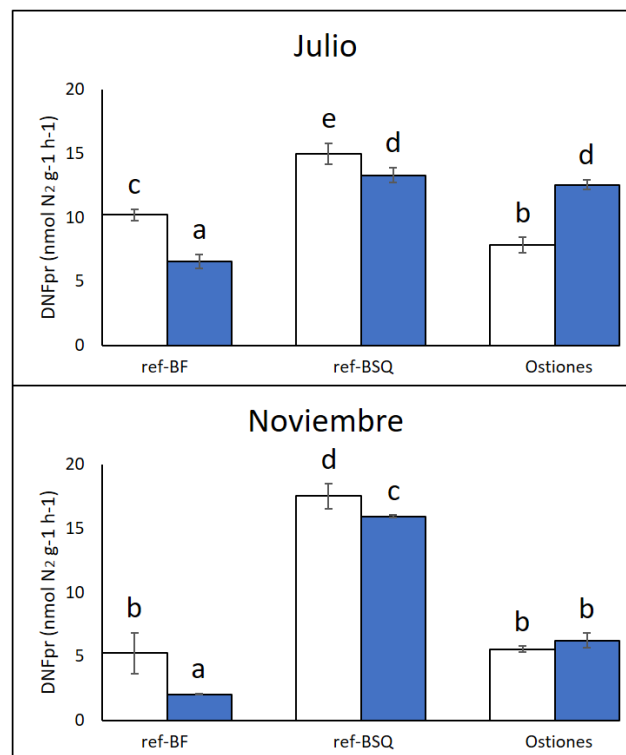 Julio
DNFpr (nmol N₂ g-1 h-1)
20
15
10
5
0
c
a
e
d
b
d
ref-BF
ref-BSQ
Ostiones
Noviembre
DNFpr (nmol N₂ g-1 h-1)
20
15
10
5
0
b
a
d
c
b
b
ref-BF
ref-BSQ
Ostiones